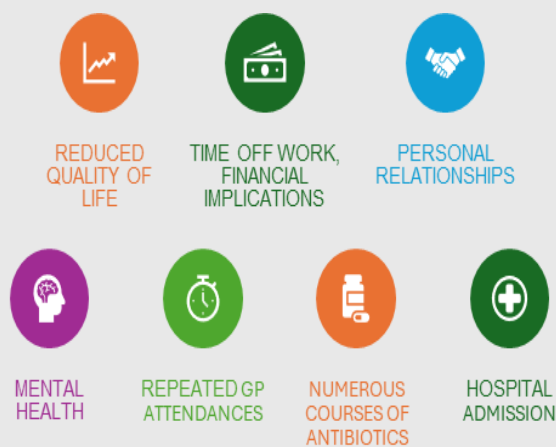 REDUCED
QUALITY OF
LIFE
TIME OFF WORK,
FINANCIAL
IMPLICATIONS
PERSONAL
RELATIONSHIPS
MENTAL
HEALTH
REPEATED GP
ATTENDANCES
NUMEROUS
COURSES OF
ANTIBIOTICS
HOSPITAL
ADMISSION